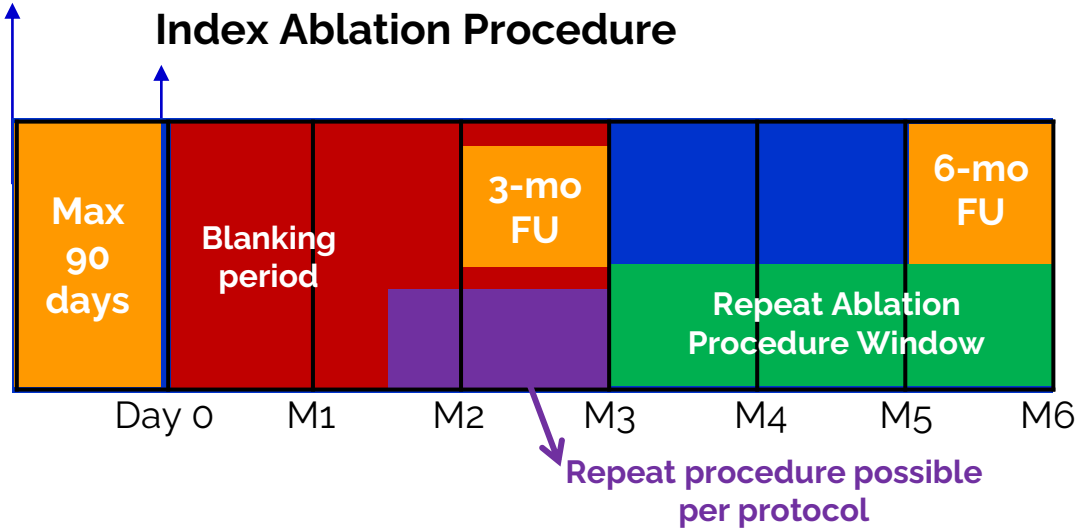 Index Ablation Procedure
Max
90
days
Blanking
period
3-mo
FU
6-mo
FU
Repeat Ablation
Procedure Window
Day 0
M1
M2
M3
M4
M5
M6
Repeat procedure possible
per protocol